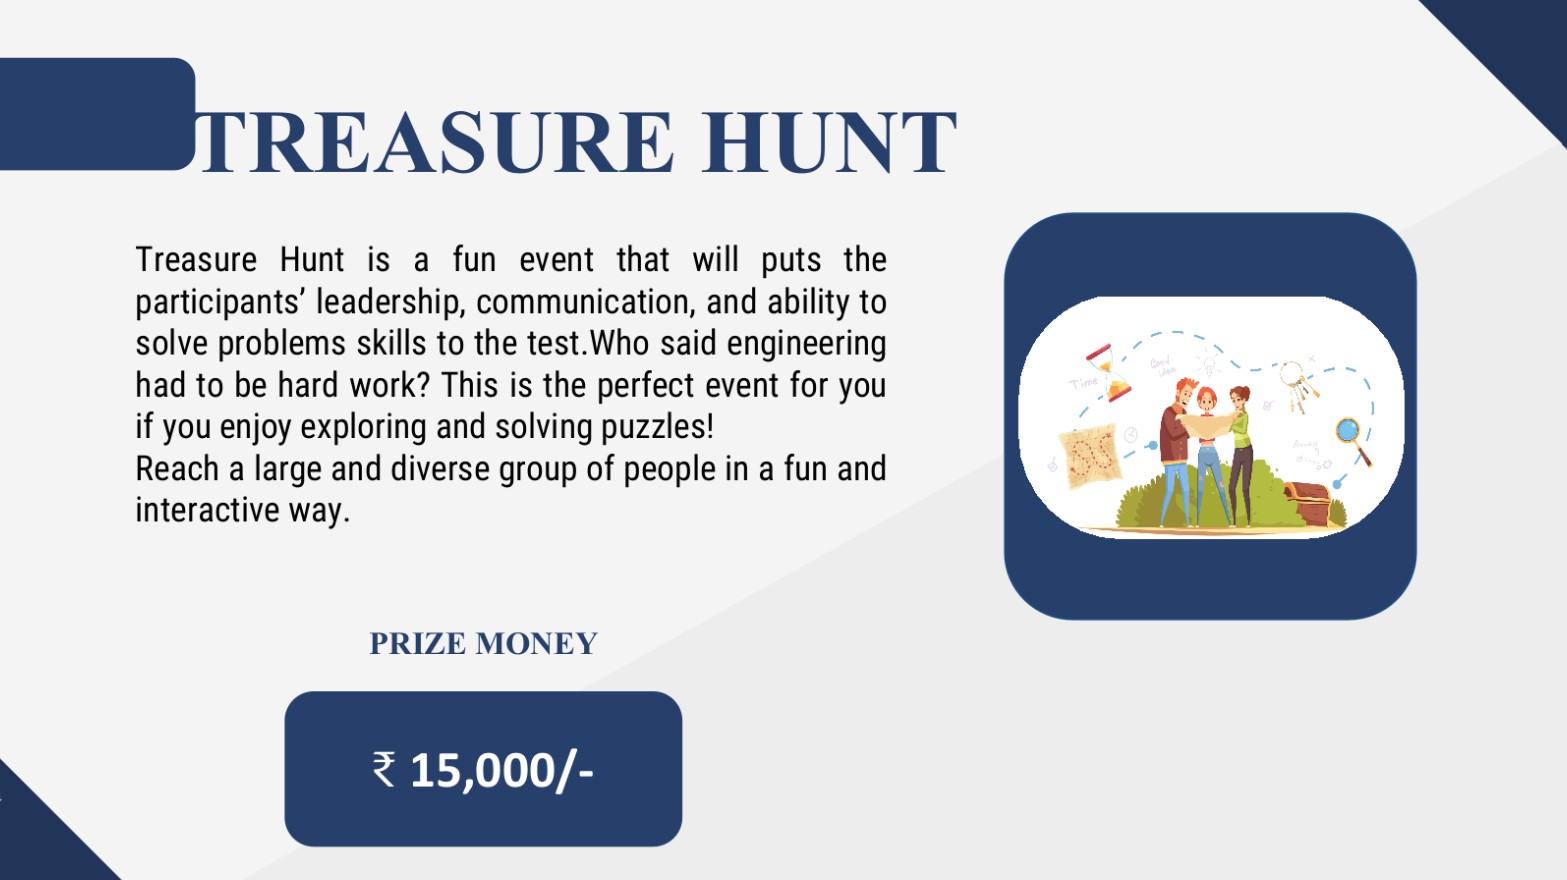 TREASURE HUNT
Treasure Hunt is a fun event that will puts the
participants’ leadership, communication, and ability to
solve problems skills to the test.Who said engineering
had to be hard work? This is the perfect event for you
if you enjoy exploring and solving puzzles!
Reach a large and diverse group of people in a fun and
interactive way.
Time
Good
idea
PRIZE MONEY
₹ 15,000/-